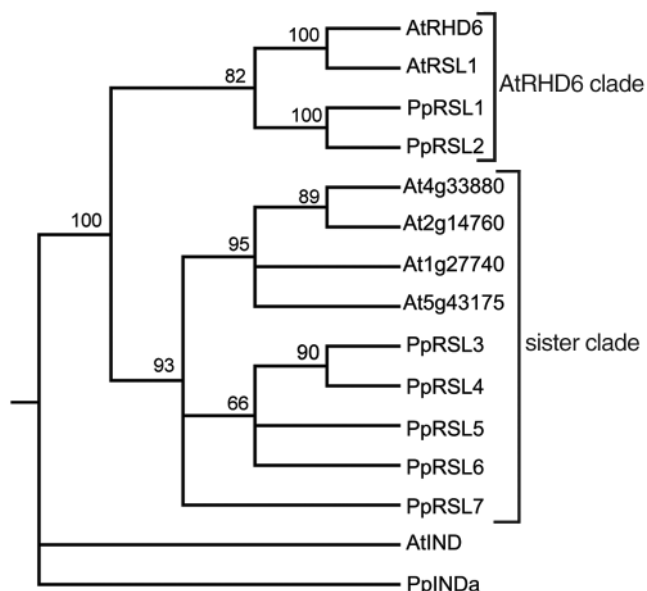 AtRHD6
100
AtRSL1
82
AtRHD6 clade
PpRSL1
100
PpRSL2
At4g33880
89
At2g14760
100
95
At1g27740
At5g43175
sister clade
PpRSL3
90
93
PpRSL4
66
PpRSL5
PpRSL6
PpRSL7
AtIND
PpINDa